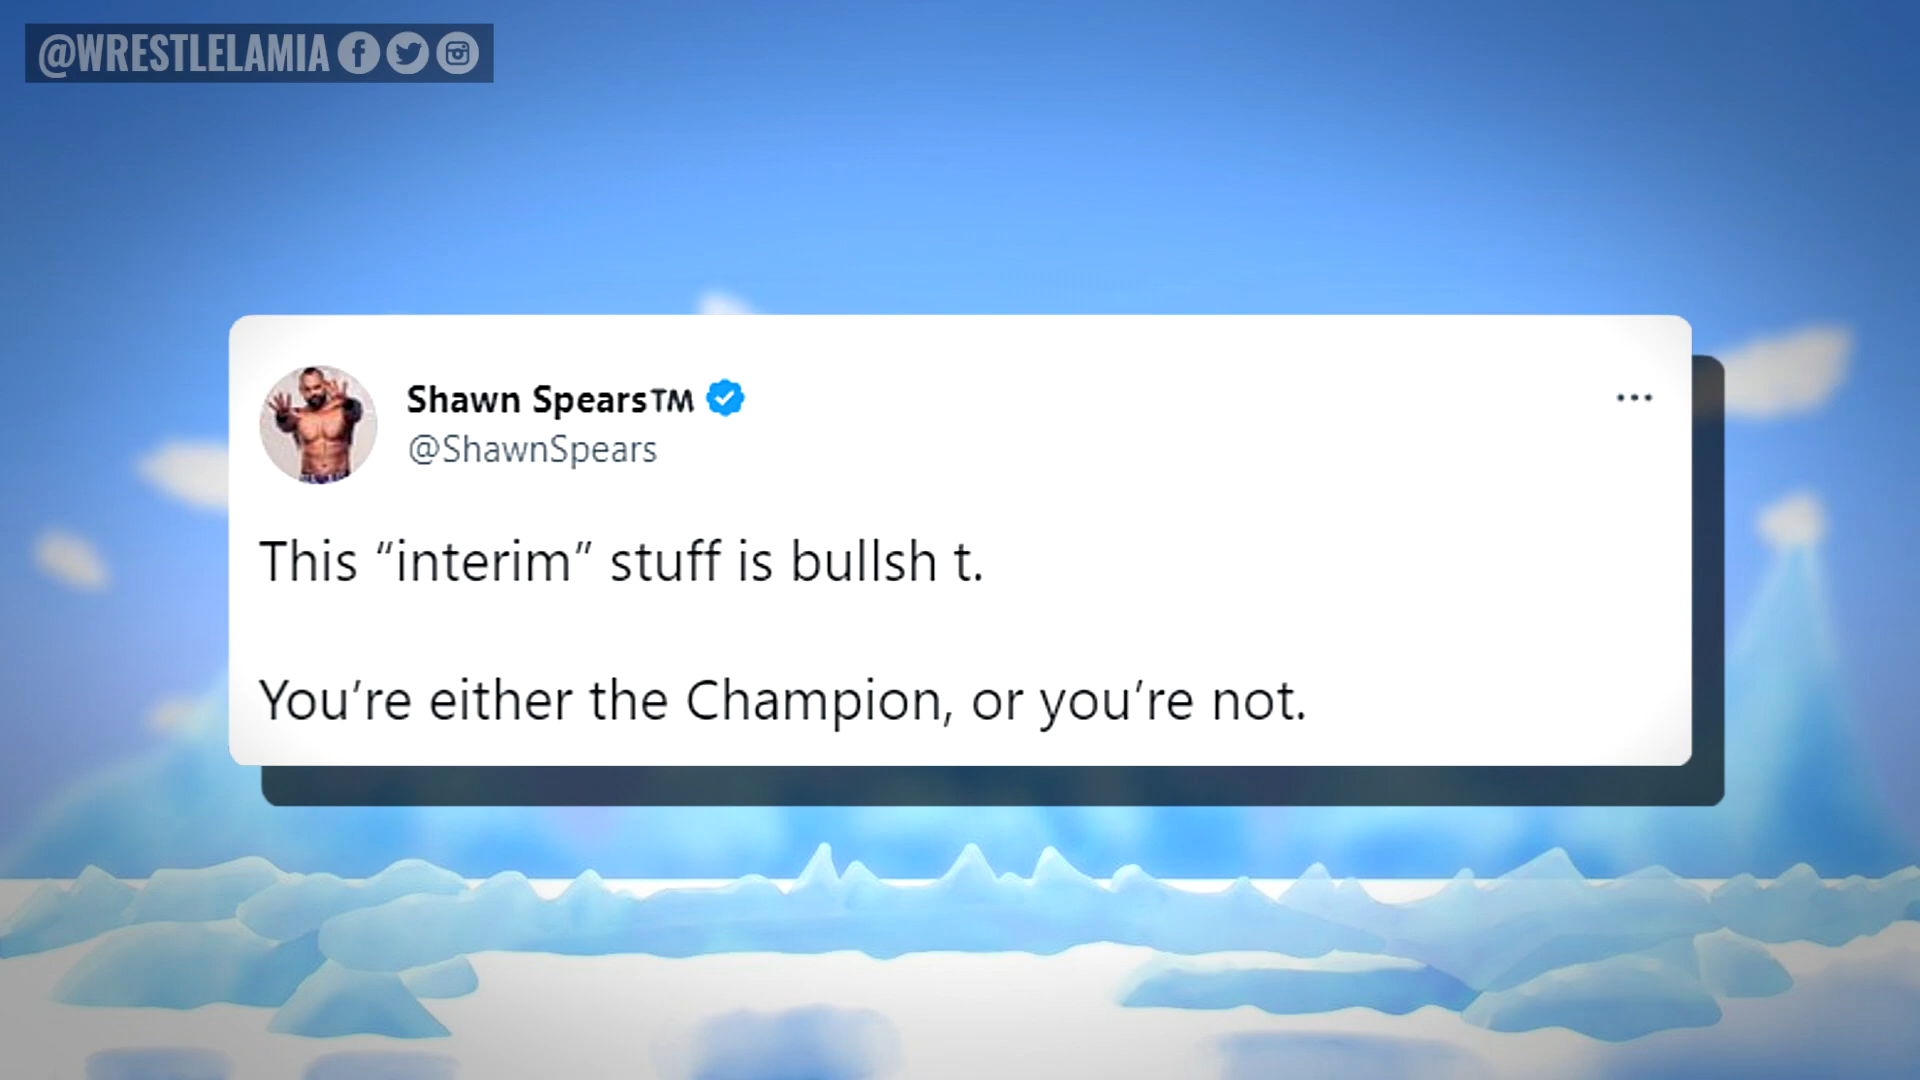 @WRESTLELAMIA
Shawn Spears™
@ShawnSpears
This “interim” stuff is bullsh t.
You’re either the Champion, or you’re not.